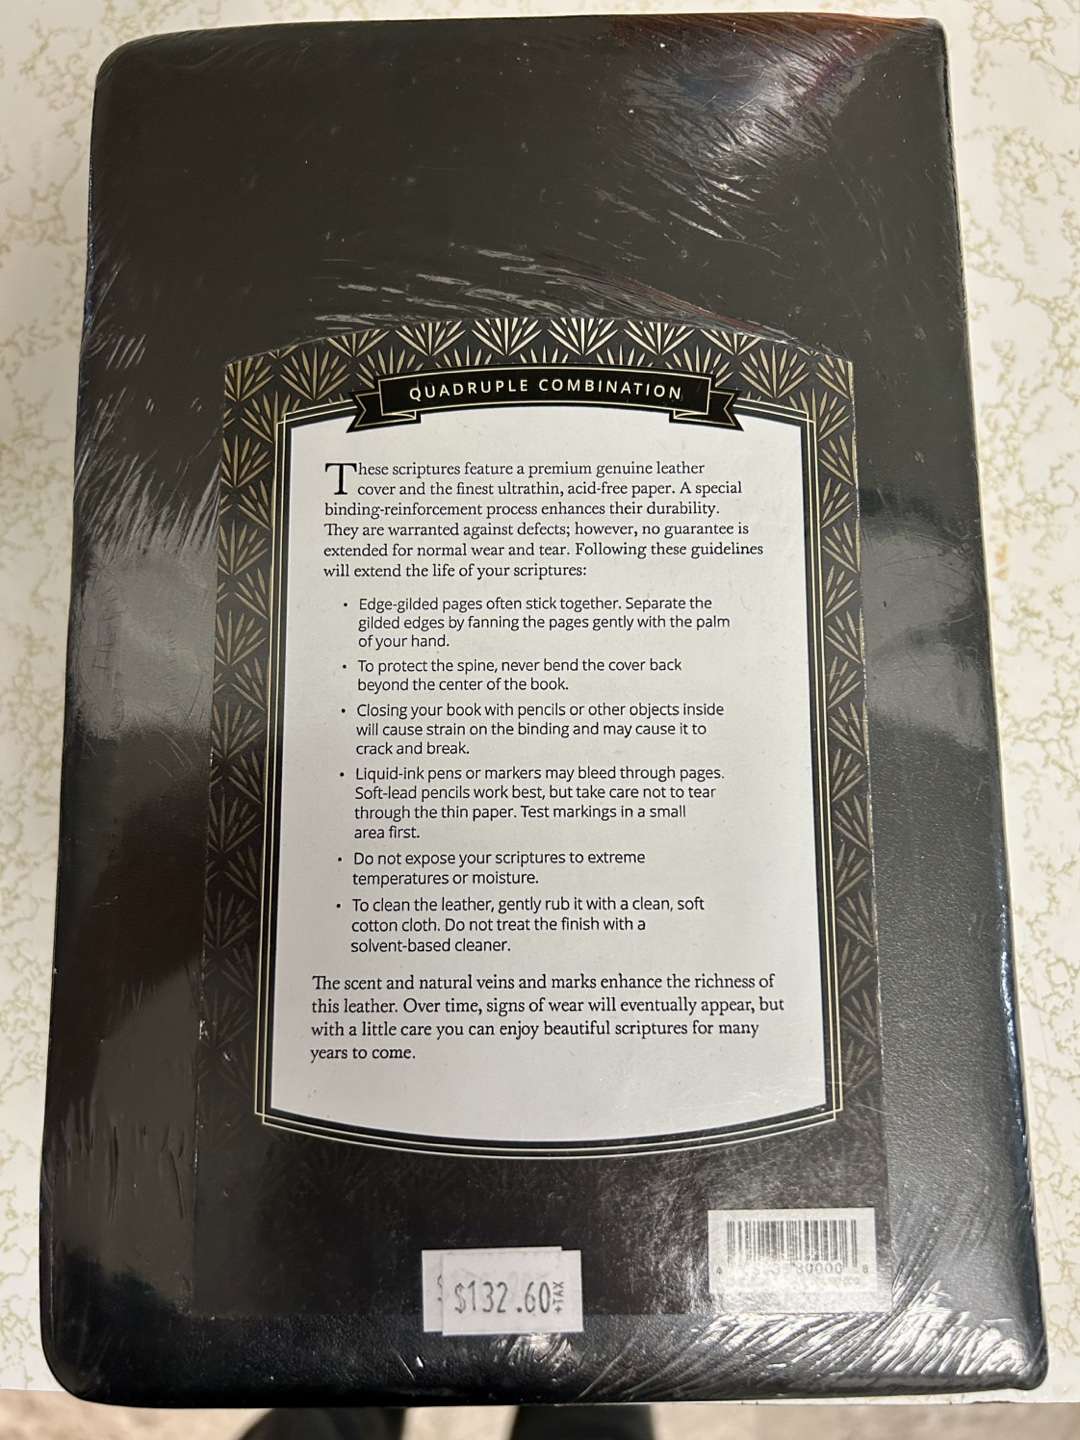 QUADRUPLE COMBINATION
These scriptures feature a premium genuine leather
cover and the finest ultrathin, acid-free paper. A special
binding-reinforcement process enhances their durability.
They are warranted against defects; however, no guarantee is
extended for normal wear and tear. Following these guidelines
will extend the life of your scriptures:
• Edge-gilded pages often stick together. Separate the
gilded edges by fanning the pages gently with the palm
of your hand.
• To protect the spine, never bend the cover back
beyond the center of the book.
• Closing your book with pencils or other objects inside
will cause strain on the binding and may cause it to
crack and break.
• Liquid-ink pens or markers may bleed through pages.
Soft-lead pencils work best, but take care not to tear
through the thin paper. Test markings in a small
area first.
• Do not expose your scriptures to extreme
temperatures or moisture.
• To clean the leather, gently rub it with a clean, soft
cotton cloth. Do not treat the finish with a
solvent-based cleaner.
The scent and natural veins and marks enhance the richness of
this leather. Over time, signs of wear will eventually appear, but
with a little care you can enjoy beautiful scriptures for many
years to come.
$132.60 +TAX